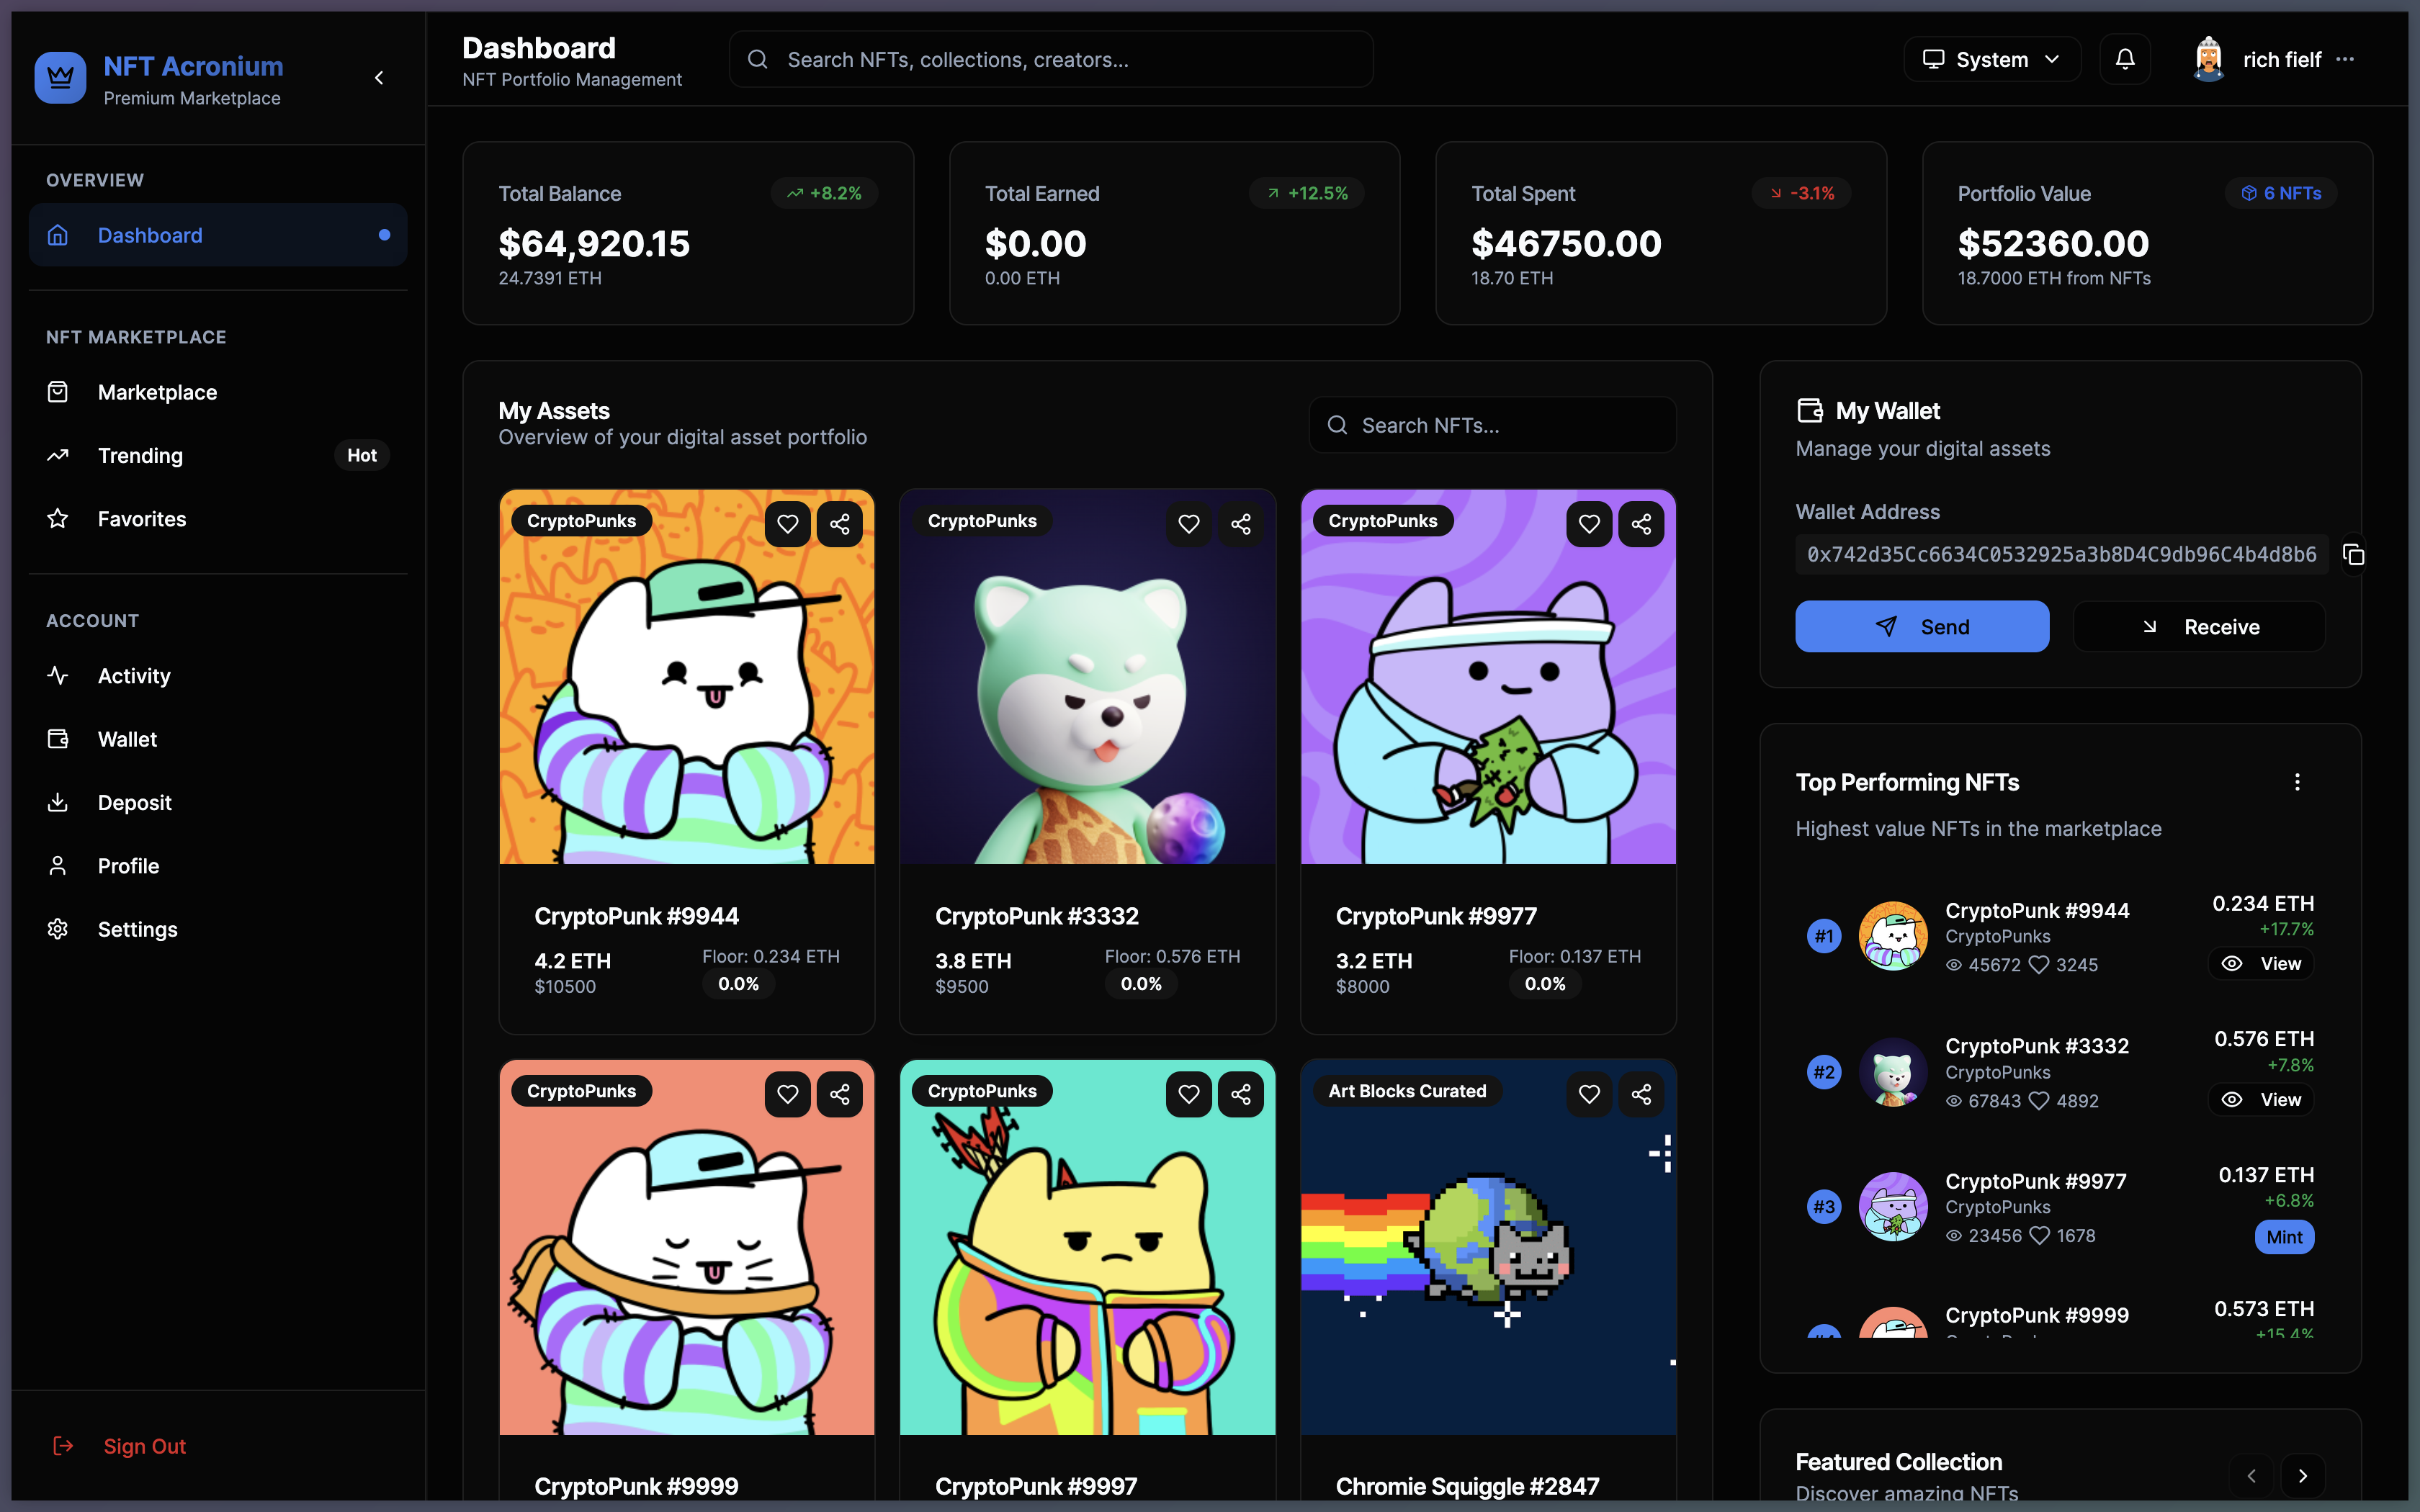 NFT Acronium
Premium Marketplace
OVERVIEW
Dashboard
NFT MARKETPLACE
Marketplace
Trending Hot
Favorites
ACCOUNT
Activity
Wallet
Deposit
Profile
Settings
Sign Out
Dashboard
NFT Portfolio Management
Search NFTs, collections, creators...
System
rich fielf
Total Balance +8.2%
$64,920.15
24.7391 ETH
Total Earned +12.5%
$0.00
0.00 ETH
Total Spent -3.1%
$46750.00
18.70 ETH
Portfolio Value 6 NFTs
$52360.00
18.7000 ETH from NFTs
My Assets
Overview of your digital asset portfolio
Search NFTs...
CryptoPunks
CryptoPunk #9944
4.2 ETH Floor: 0.234 ETH
$10500 0.0%
CryptoPunks
CryptoPunk #3332
3.8 ETH Floor: 0.576 ETH
$9500 0.0%
CryptoPunks
CryptoPunk #9977
3.2 ETH Floor: 0.137 ETH
$8000 0.0%
CryptoPunks
CryptoPunk #9999
CryptoPunks
CryptoPunk #9997
Art Blocks Curated
Chromie Squiggle #2847
My Wallet
Manage your digital assets
Wallet Address
0x742d35Cc6634C0532925a3b8D4C9db96C4b4d8b6
Send Receive
Top Performing NFTs
Highest value NFTs in the marketplace
#1 CryptoPunk #9944 0.234 ETH
CryptoPunks +17.7%
45672 3245 View
#2 CryptoPunk #3332 0.576 ETH
CryptoPunks +7.8%
67843 4892 View
#3 CryptoPunk #9977 0.137 ETH
CryptoPunks +6.8%
23456 1678 Mint
CryptoPunk #9999 0.573 ETH
+15.4%
Featured Collection
Discover amazing NFTs